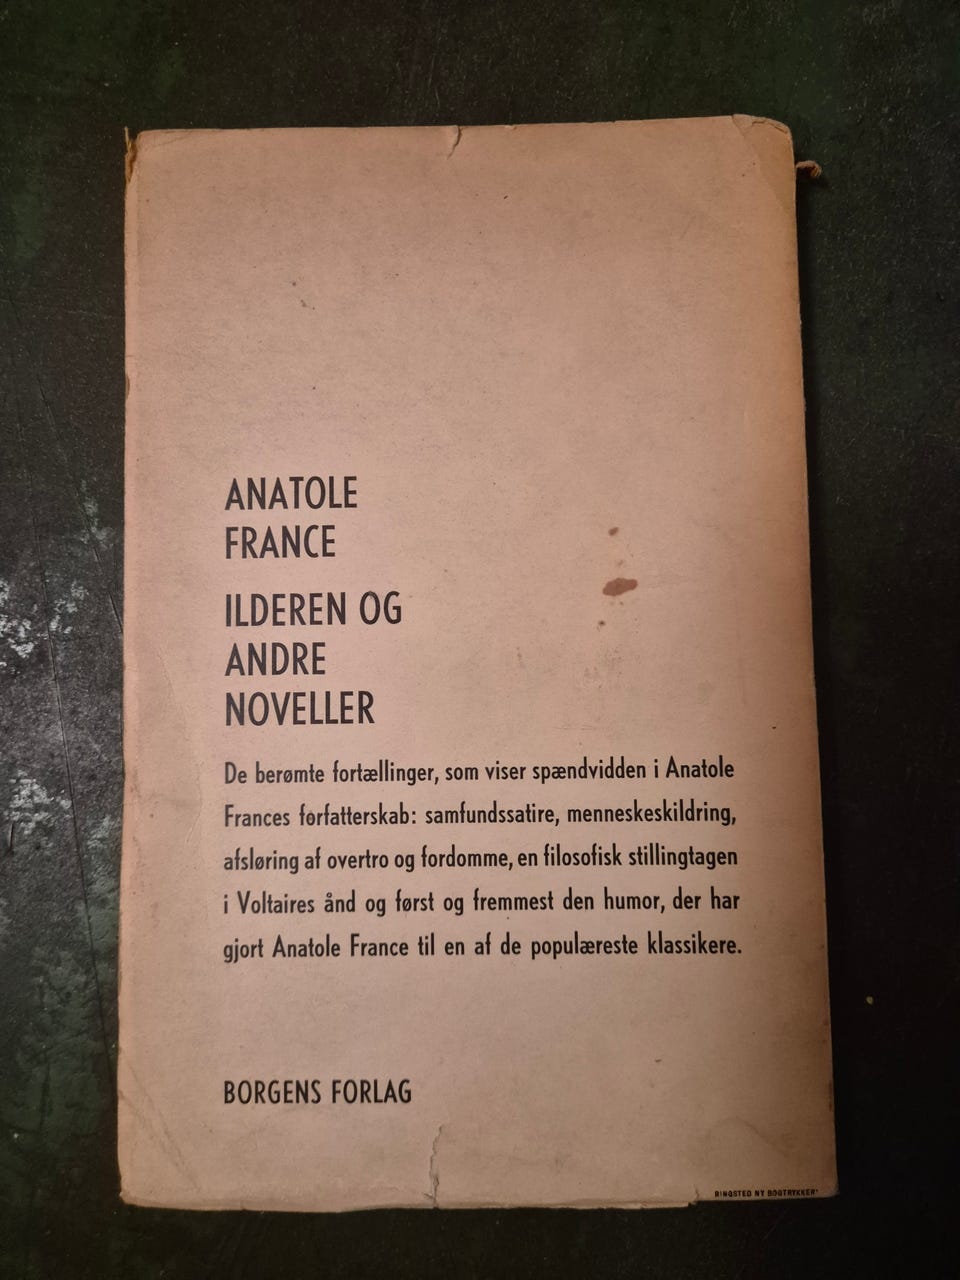 ANATOLE
FRANCE
ILDEREN OG
ANDRE
NOVELLER
De berømte fortællinger, som viser spændvidden i Anatole
Frances forfatterskab: samfundssatire, menneskeskildring,
afsløring af overtro og fordomme, en filosofisk stillingtagen
i Voltaires ånd og først og fremmest den humor, der har
gjort Anatole France til en af de populæreste klassikere.
BORGENS FORLAG
RINGSTED NY BOGTRYKKERI